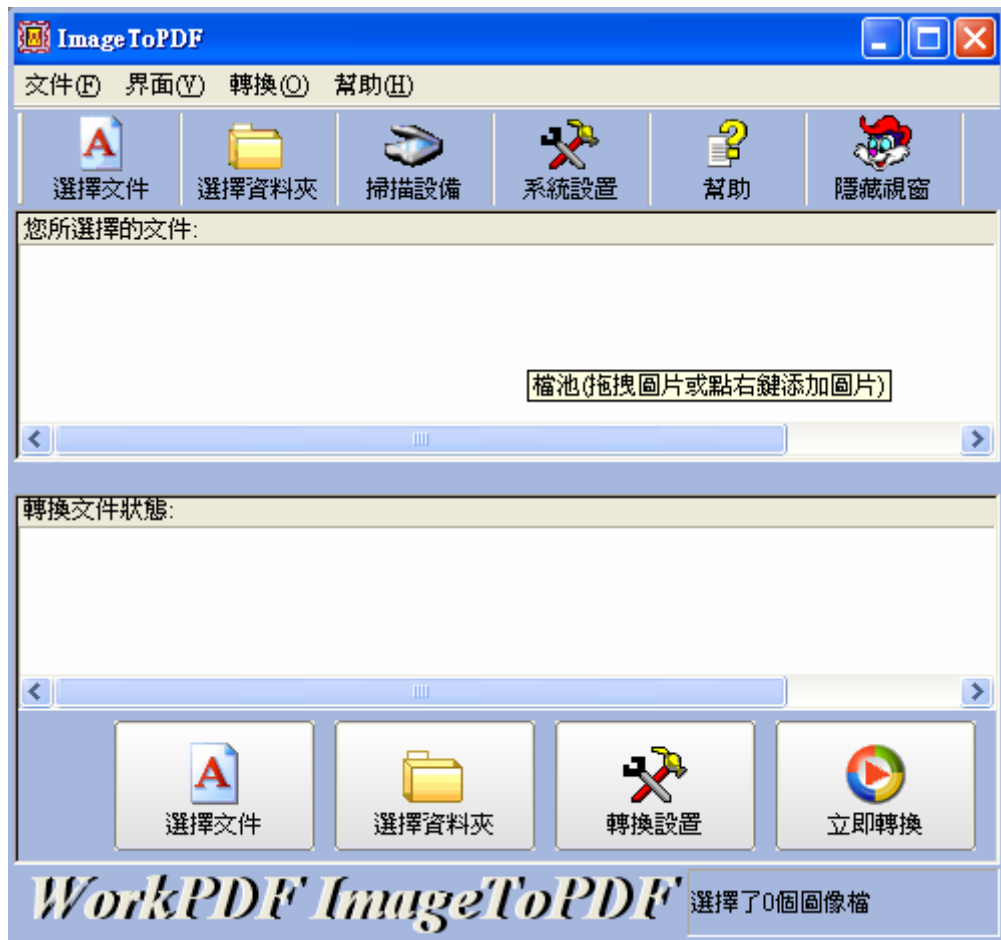 ImageToPDF
文件(F) 界面(V) 轉換(O) 幫助(H)
選擇文件 選擇資料夾 掃描設備 系統設置 幫助 隱藏視窗
您所選擇的文件:
檔池(拖拽圖片或點右鍵添加圖片)
轉換文件狀態:
選擇文件 選擇資料夾 轉換設置 立即轉換
WorkPDF ImageToPDF 選擇了0個圖像檔